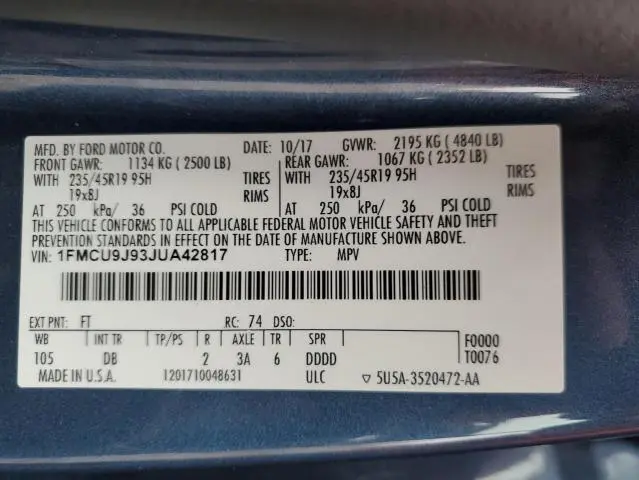 MFD. BY FORD MOTOR CO. DATE: 10/17 GVWR: 2195 KG ( 4840 LB)
FRONT GAWR: 1134 KG ( 2500 LB) REAR GAWR: 1067 KG ( 2352 LB)
WITH 235/45R19 95H TIRES WITH 235/45R19 95H TIRES
19x8J RIMS 19x8J RIMS
AT 250 kPa/ 36 PSI COLD AT 250 kPa/ 36 PSI COLD
THIS VEHICLE CONFORMS TO ALL APPLICABLE FEDERAL MOTOR VEHICLE SAFETY AND THEFT
PREVENTION STANDARDS IN EFFECT ON THE DATE OF MANUFACTURE SHOWN ABOVE.
VIN: 1FMCU9J93JUA42817 TYPE: MPV
EXT PNT: FT RC: 74 DSO:
WB INT TR TP/PS R AXLE TR SPR F0000
105 DB 2 3A 6 DDDD T0076
MADE IN U.S.A. 1201710048631 ULC ▽ 5U5A-3520472-AA